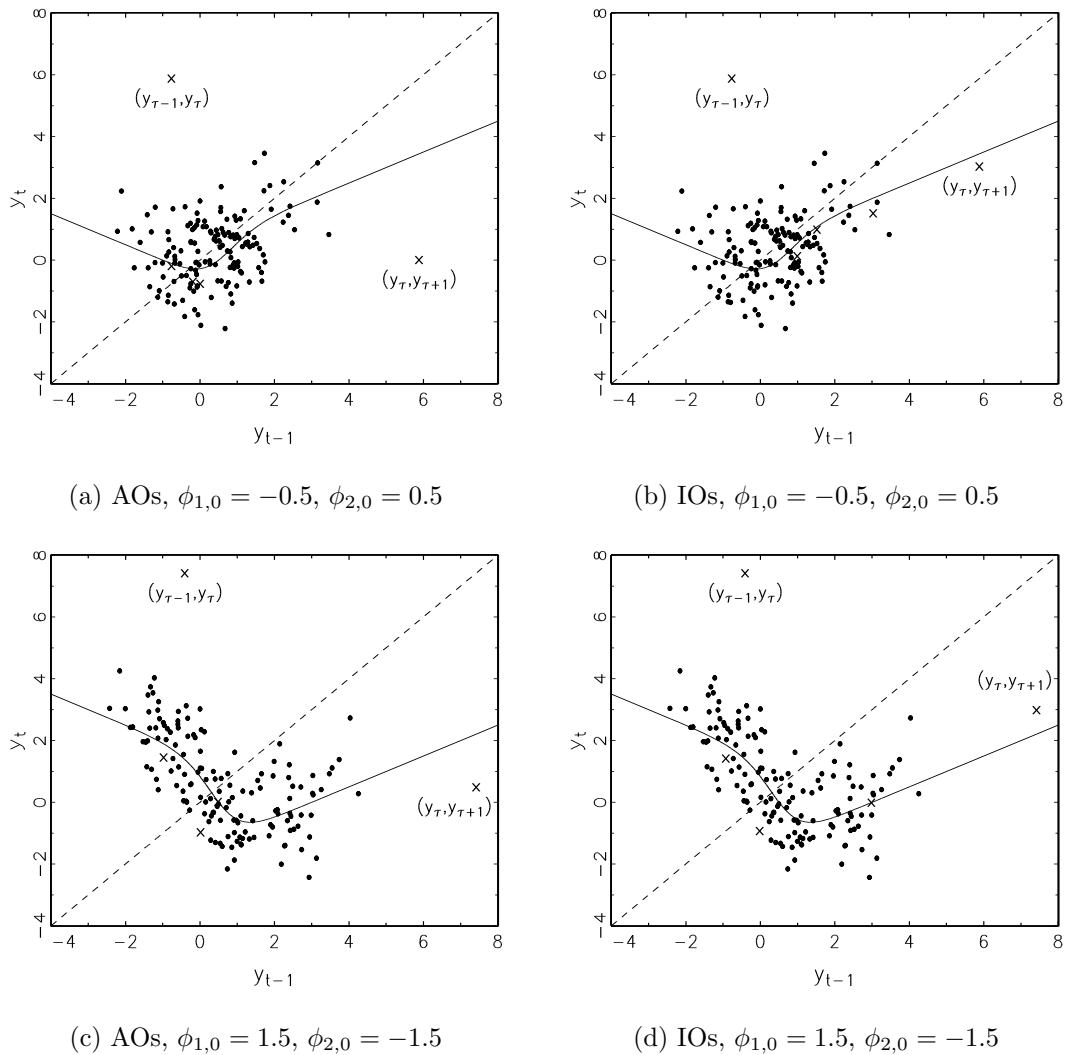 8
6
4
2
0
−2
−4
y_t
(y_{τ−1},y_τ)
(y_τ,y_{τ+1})
−4 −2 0 2 4 6 8
y_{t−1}
(a) AOs, ϕ_{1,0} = −0.5, ϕ_{2,0} = 0.5
8
6
4
2
0
−2
−4
y_t
(y_{τ−1},y_τ)
(y_τ,y_{τ+1})
−4 −2 0 2 4 6 8
y_{t−1}
(b) IOs, ϕ_{1,0} = −0.5, ϕ_{2,0} = 0.5
8
6
4
2
0
−2
−4
y_t
(y_{τ−1},y_τ)
(y_τ,y_{τ+1})
−4 −2 0 2 4 6 8
y_{t−1}
(c) AOs, ϕ_{1,0} = 1.5, ϕ_{2,0} = −1.5
8
6
4
2
0
−2
−4
y_t
(y_{τ−1},y_τ)
(y_τ,y_{τ+1})
−4 −2 0 2 4 6 8
y_{t−1}
(d) IOs, ϕ_{1,0} = 1.5, ϕ_{2,0} = −1.5